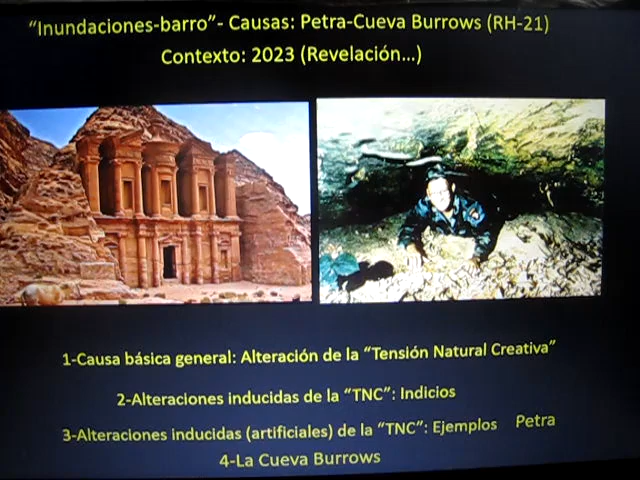 “Inundaciones-barro”- Causas: Petra-Cueva Burrows (RH-21)
Contexto: 2023 (Revelación...)
1-Causa básica general: Alteración de la “Tensión Natural Creativa”
2-Alteraciones inducidas de la “TNC”: Indicios
3-Alteraciones inducidas (artificiales) de la “TNC”: Ejemplos Petra
4-La Cueva Burrows